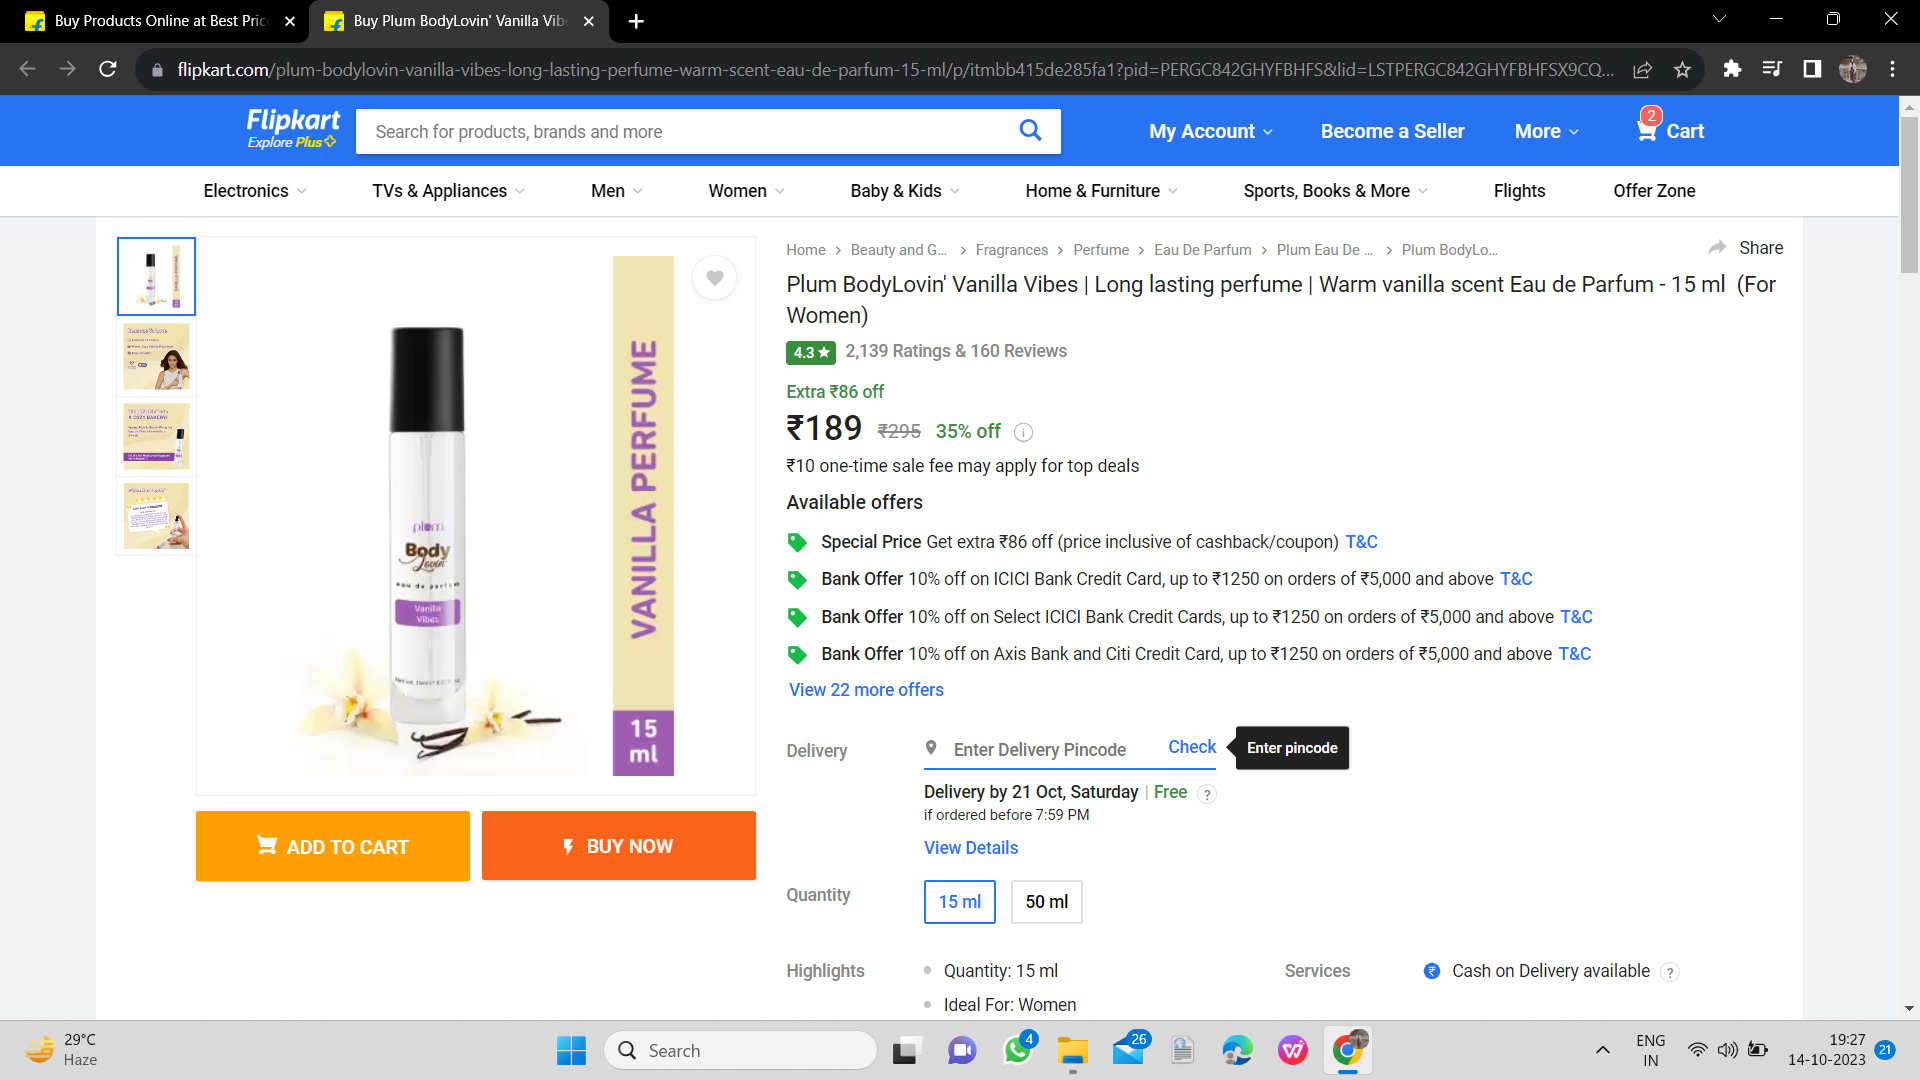 Buy Products Online at Best Pric
Buy Plum BodyLovin' Vanilla Vib
flipkart.com/plum-bodylovin-vanilla-vibes-long-lasting-perfume-warm-scent-eau-de-parfum-15-ml/p/itmbb415de285fa1?pid=PERGC842GHYFBHFS&lid=LSTPERGC842GHYFBHFSX9CQ...
Flipkart
Explore Plus
Search for products, brands and more
My Account
Become a Seller
More
2
Cart
Electronics
TVs & Appliances
Men
Women
Baby & Kids
Home & Furniture
Sports, Books & More
Flights
Offer Zone
Home
Beauty and G...
Fragrances
Perfume
Eau De Parfum
Plum Eau De ...
Plum BodyLo...
Share
Plum BodyLovin' Vanilla Vibes | Long lasting perfume | Warm vanilla scent Eau de Parfum - 15 ml (For
Women)
4.3 ★
2,139 Ratings & 160 Reviews
Extra ₹86 off
₹189 ₹295 35% off
₹10 one-time sale fee may apply for top deals
Available offers
Special Price Get extra ₹86 off (price inclusive of cashback/coupon) T&C
Bank Offer 10% off on ICICI Bank Credit Card, up to ₹1250 on orders of ₹5,000 and above T&C
Bank Offer 10% off on Select ICICI Bank Credit Cards, up to ₹1250 on orders of ₹5,000 and above T&C
Bank Offer 10% off on Axis Bank and Citi Credit Card, up to ₹1250 on orders of ₹5,000 and above T&C
View 22 more offers
plum
Body
Lovin'
eau de parfum
Vanilla
Vibes
VANILLA PERFUME
15
ml
ADD TO CART
BUY NOW
Delivery
Enter Delivery Pincode
Check
Enter pincode
Delivery by 21 Oct, Saturday | Free ?
if ordered before 7:59 PM
View Details
Quantity
15 ml
50 ml
Highlights
Quantity: 15 ml
Ideal For: Women
Services
₹ Cash on Delivery available ?
29°C
Haze
Search
4
26
ENG
IN
19:27
14-10-2023
21